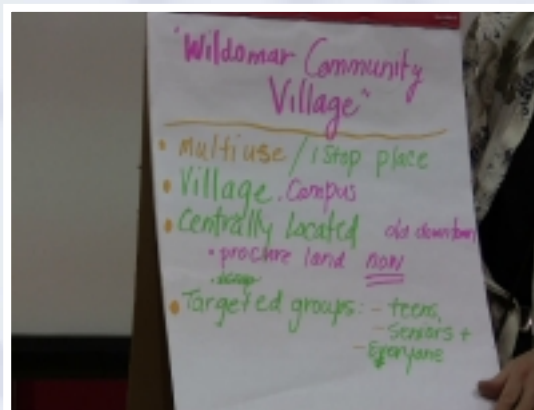 "Wildomar Community
Village"
• Multiuse / 1 stop place
• Village. Campus
• Centrally Located old downtown
• procure land now
• Targeted groups: - teens,
- Seniors +
- Everyone